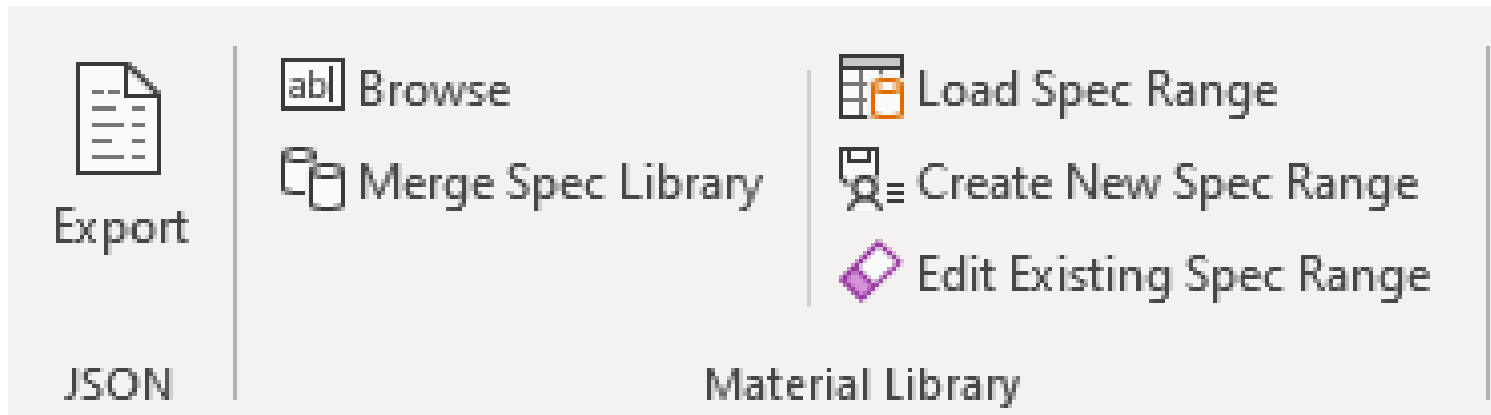 Export
JSON
ab
Browse
Merge Spec Library
Load Spec Range
Create New Spec Range
Edit Existing Spec Range
Material Library